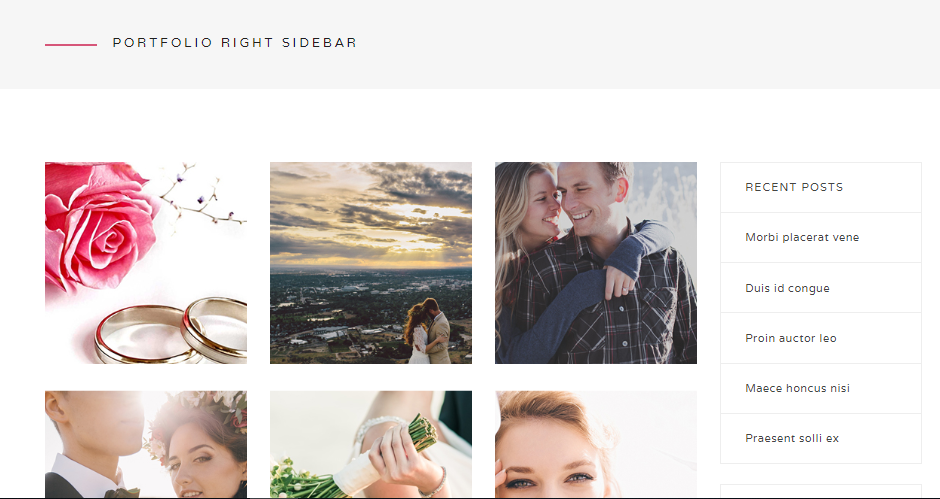 PORTFOLIO RIGHT SIDEBAR
RECENT POSTS
Morbi placerat vene
Duis id congue
Proin auctor leo
Maece honcus nisi
Praesent solli ex